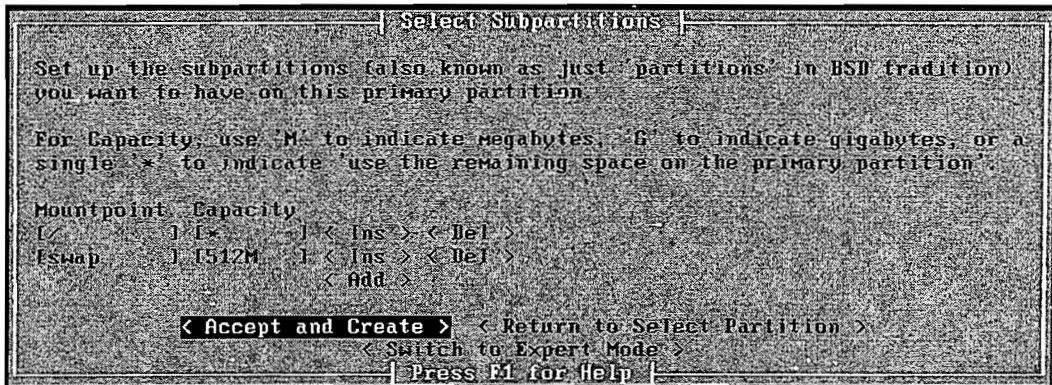 Select Subpartitions
Set up the subpartitions (also known as just 'partitions' in BSD tradition)
you want to have on this primary partition.
For Capacity, use 'M' to indicate megabytes, 'G' to indicate gigabytes, or a
single '*' to indicate 'use the remaining space on the primary partition'.
Mountpoint Capacity
[/ ] [* ] < Ins > < Del >
[swap ] [512M ] < Ins > < Del >
< Add >
< Accept and Create > < Return to Select Partition >
< Switch to Expert Mode >
Press F1 for Help